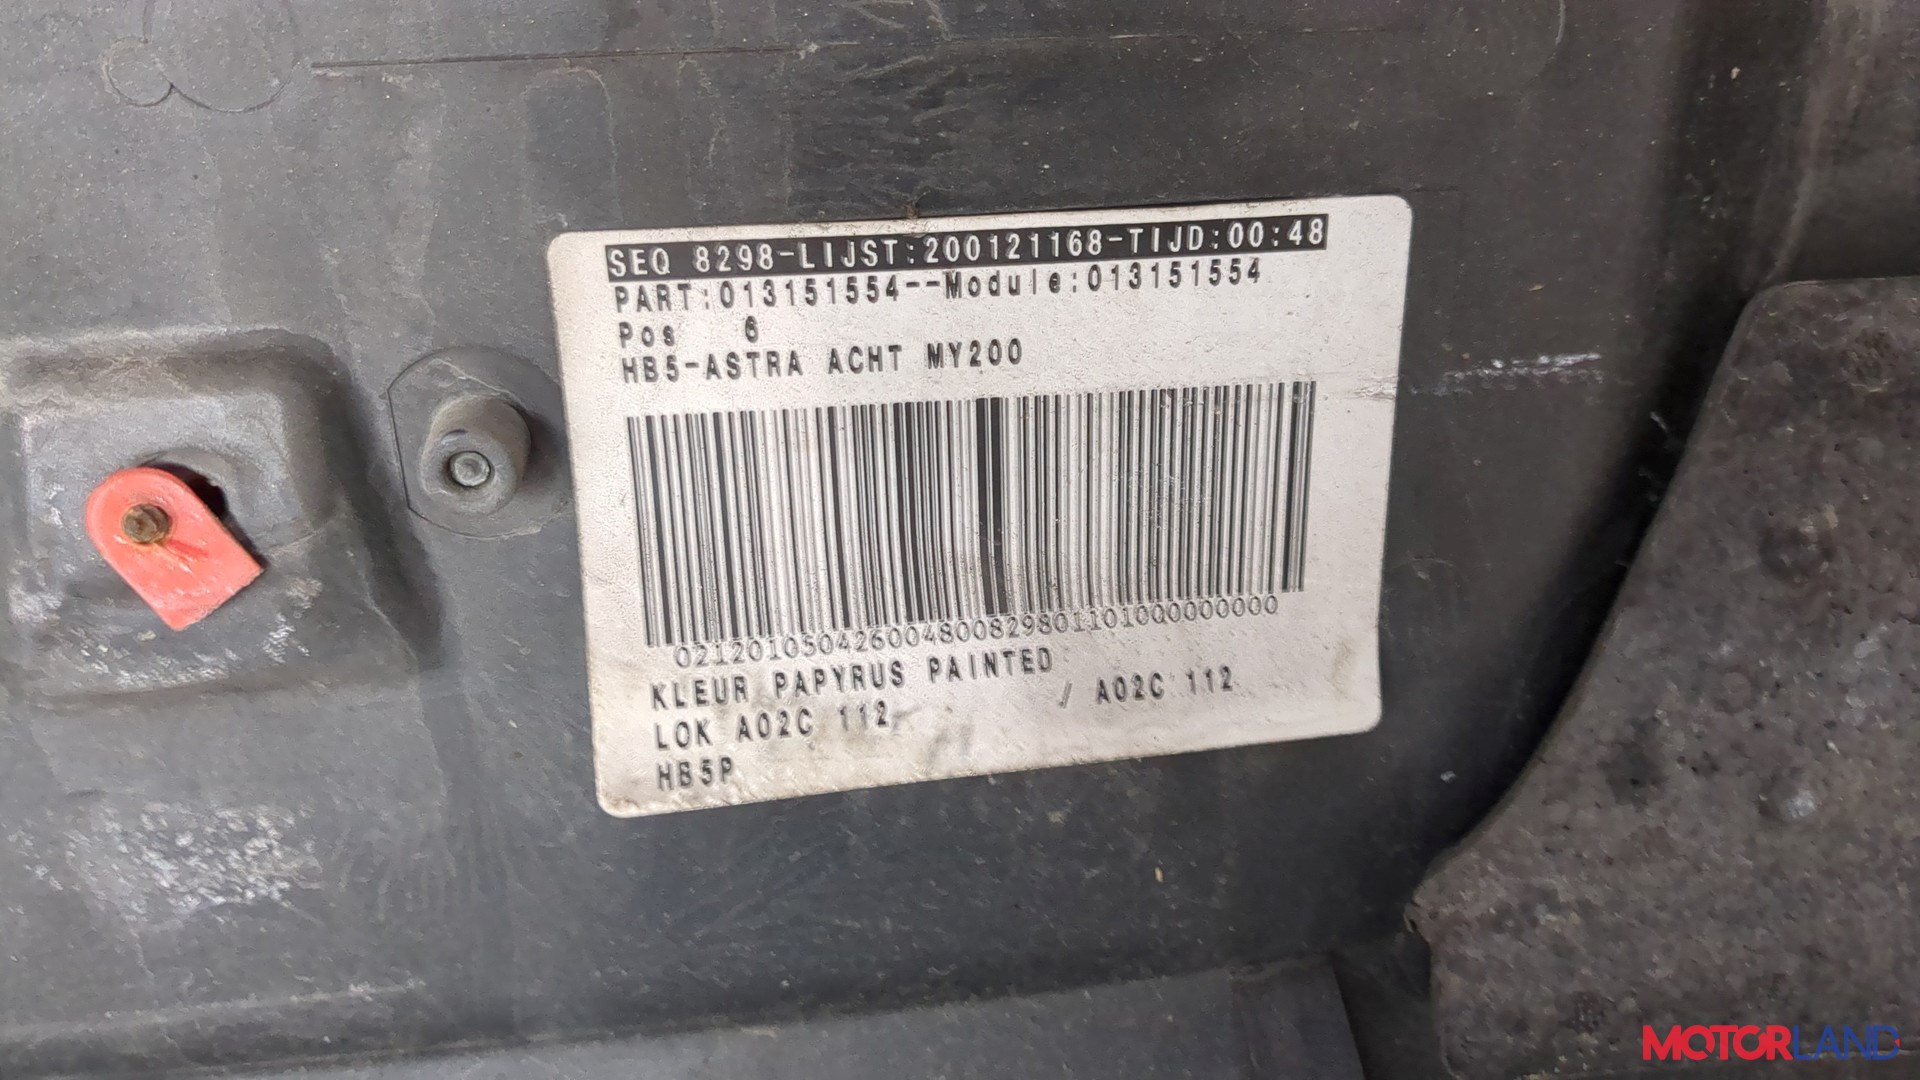 SEQ 8298-LIJST:200121168-TIJD:00:48
PART:013151554--Module:013151554
Pos 6
HB5-ASTRA ACHT MY200
02120105042600480082980110100000000000
KLEUR PAPYRUS PAINTED
LOK A02C 112 / A02C 112
HB5P
MOTORLAND